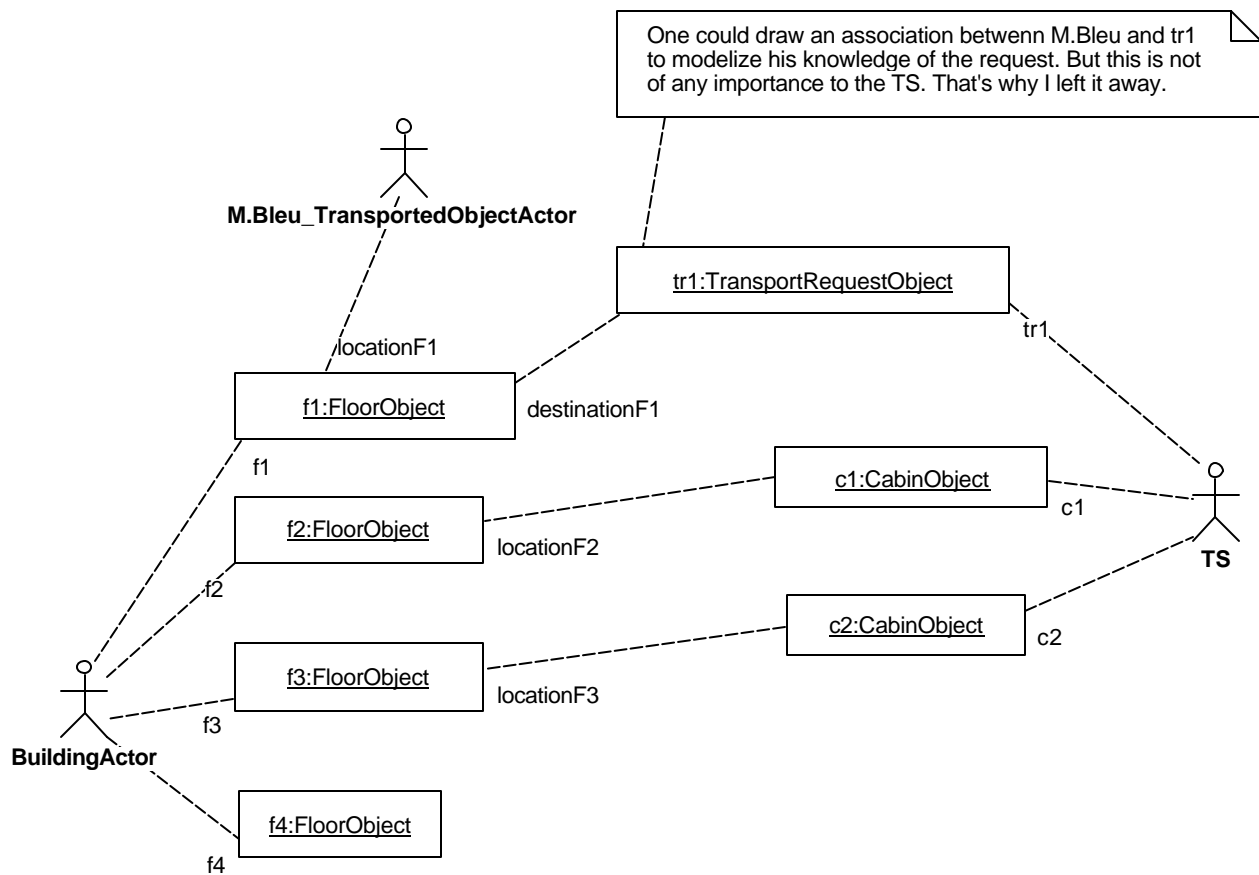 One could draw an association betwenn M.Bleu and tr1
to modelize his knowledge of the request. But this is not
of any importance to the TS. That's why I left it away.
M.Bleu_TransportedObjectActor
tr1:TransportRequestObject
tr1
locationF1
f1:FloorObject
destinationF1
f1
c1:CabinObject
c1
f2:FloorObject
locationF2
TS
f2
c2:CabinObject
c2
f3:FloorObject
locationF3
f3
BuildingActor
f4:FloorObject
f4